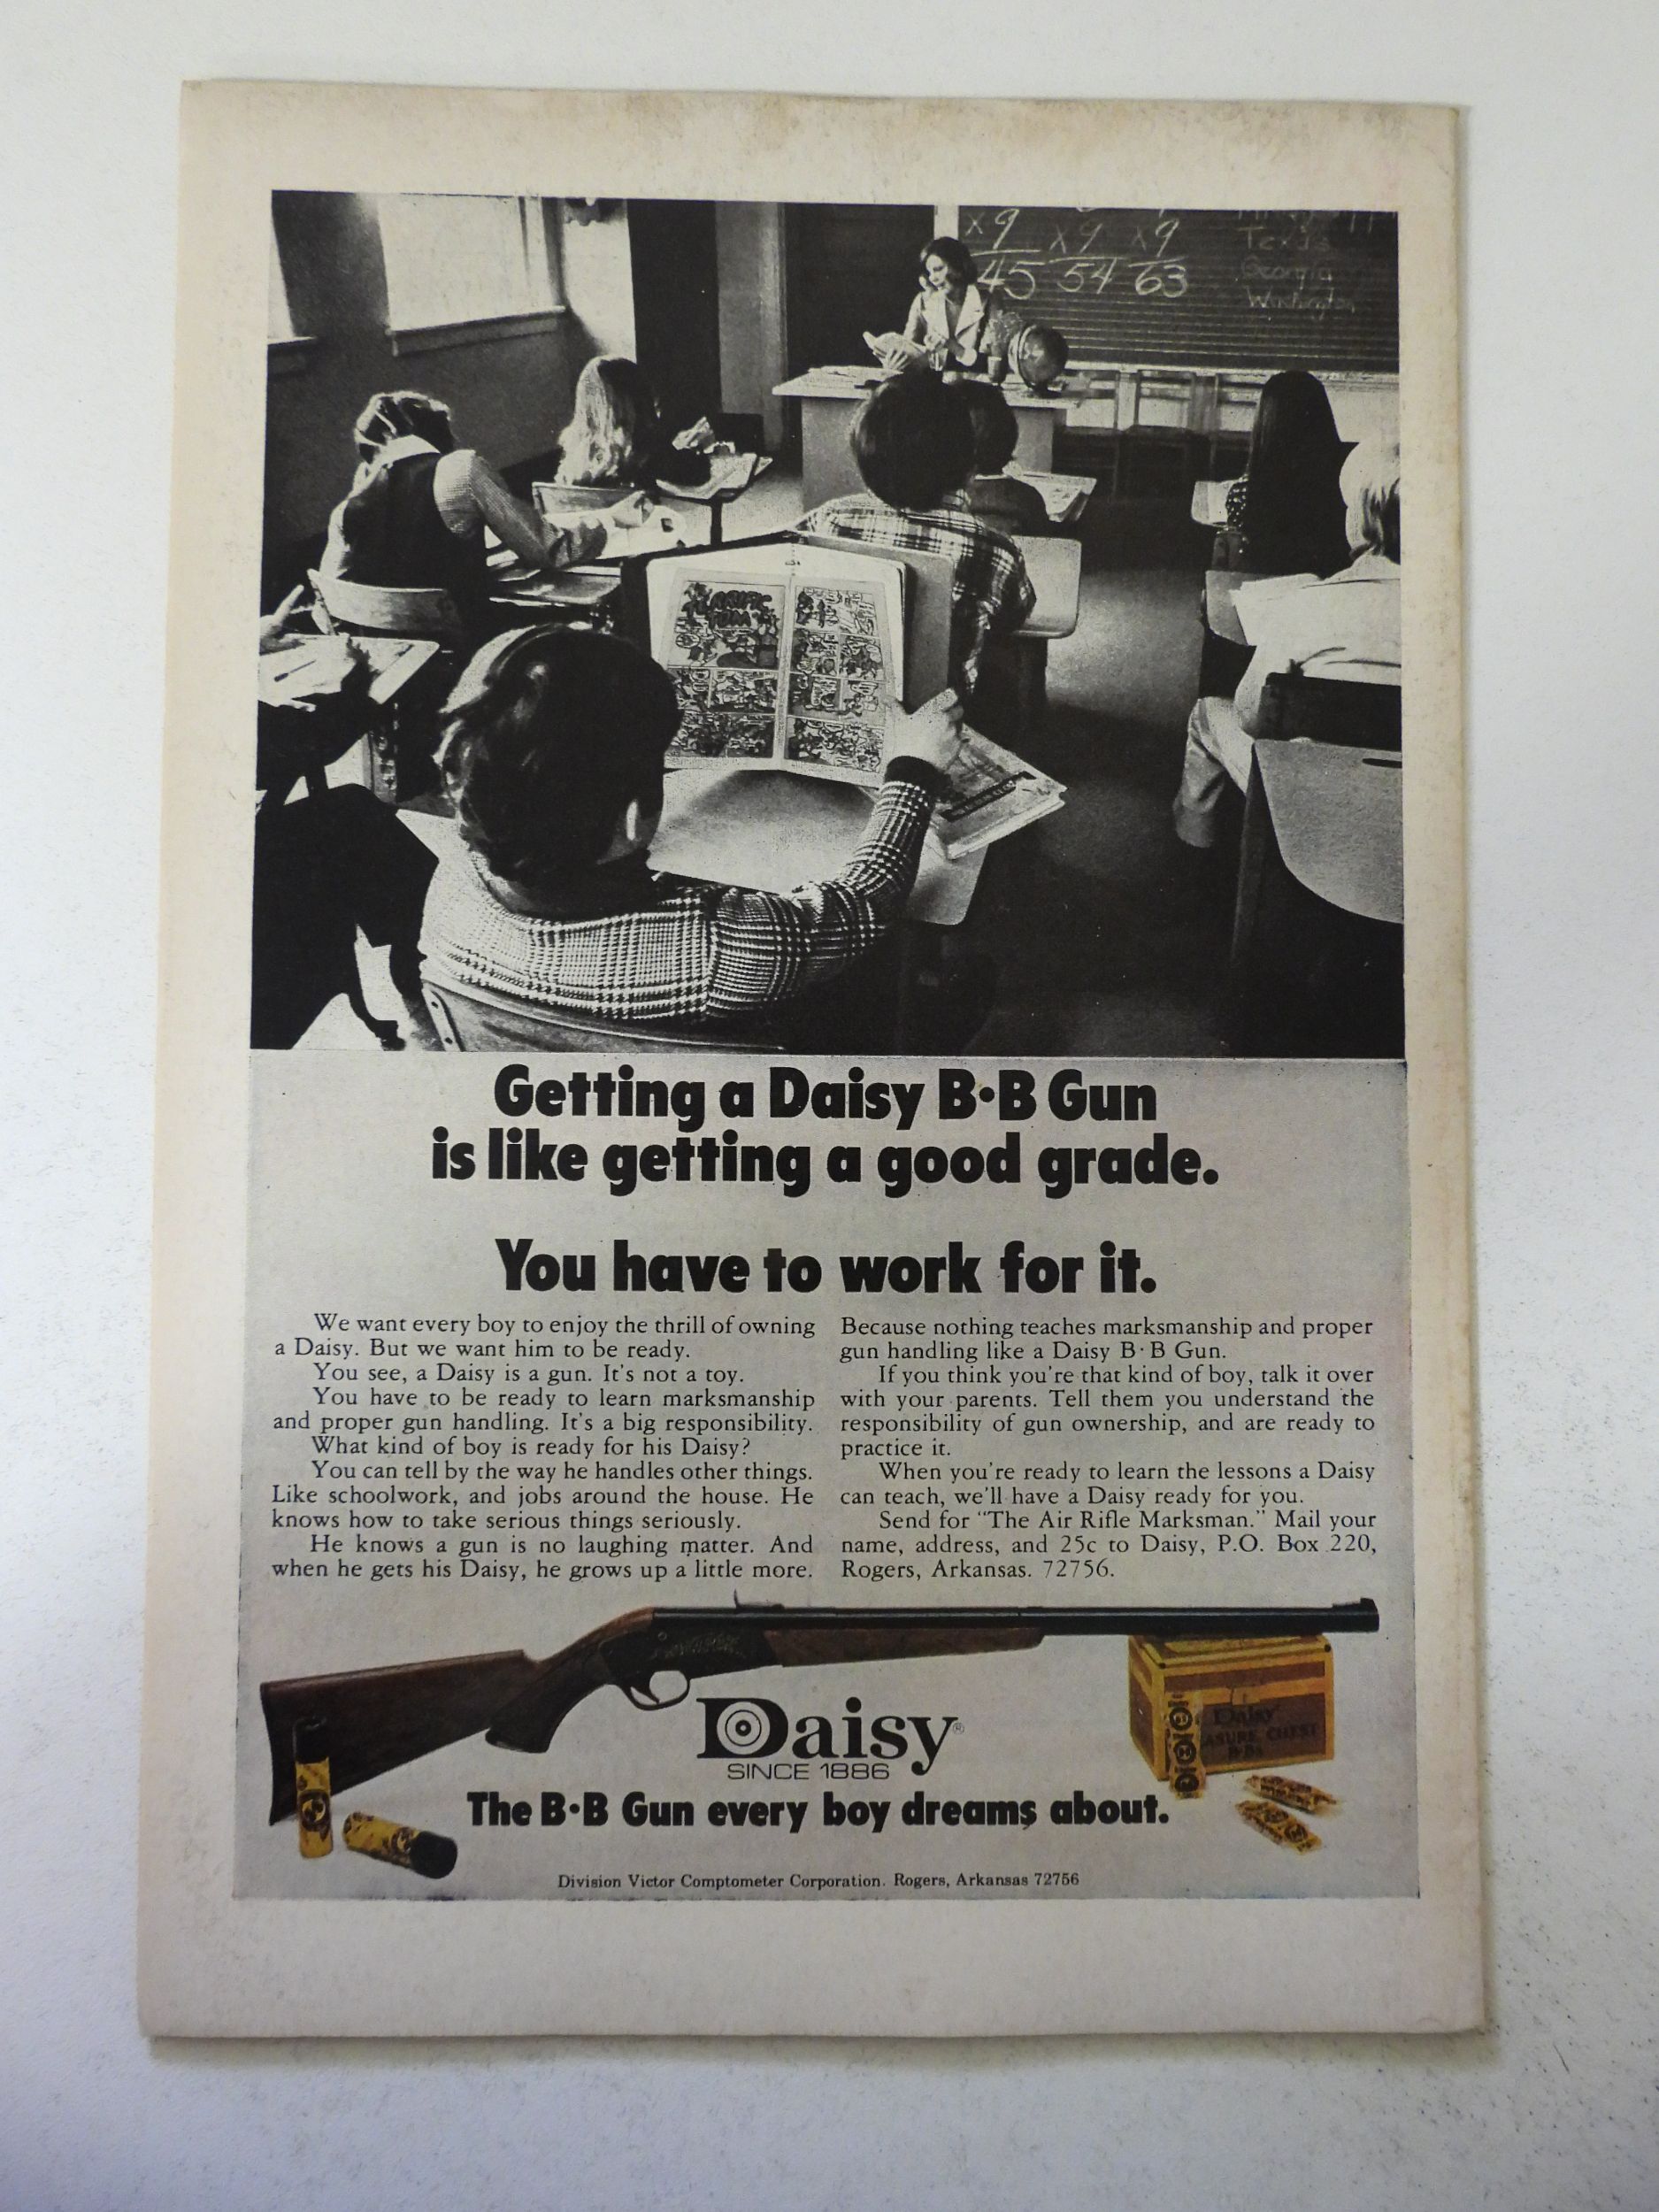 x9 x9 x9
45 54 63
Texas
Georgia
Washington
Getting a Daisy B·B Gun
is like getting a good grade.
You have to work for it.
We want every boy to enjoy the thrill of owning
a Daisy. But we want him to be ready.
You see, a Daisy is a gun. It's not a toy.
You have to be ready to learn marksmanship
and proper gun handling. It's a big responsibility.
What kind of boy is ready for his Daisy?
You can tell by the way he handles other things.
Like schoolwork, and jobs around the house. He
knows how to take serious things seriously.
He knows a gun is no laughing matter. And
when he gets his Daisy, he grows up a little more.
Because nothing teaches marksmanship and proper
gun handling like a Daisy B·B Gun.
If you think you're that kind of boy, talk it over
with your parents. Tell them you understand the
responsibility of gun ownership, and are ready to
practice it.
When you're ready to learn the lessons a Daisy
can teach, we'll have a Daisy ready for you.
Send for "The Air Rifle Marksman." Mail your
name, address, and 25c to Daisy, P.O. Box 220,
Rogers, Arkansas. 72756.
Daisy
ASURE CHEST
Daisy®
SINCE 1886
The B·B Gun every boy dreams about.
Division Victor Comptometer Corporation. Rogers, Arkansas 72756